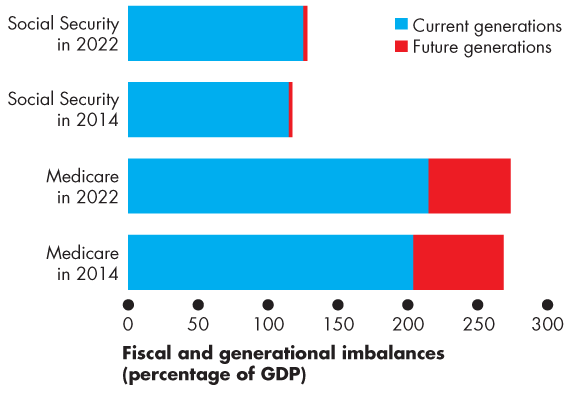 Social Security
in 2022
Current generations
Future generations
Social Security
in 2014
Medicare
in 2022
Medicare
in 2014
0 50 100 150 200 250 300
Fiscal and generational imbalances
(percentage of GDP)